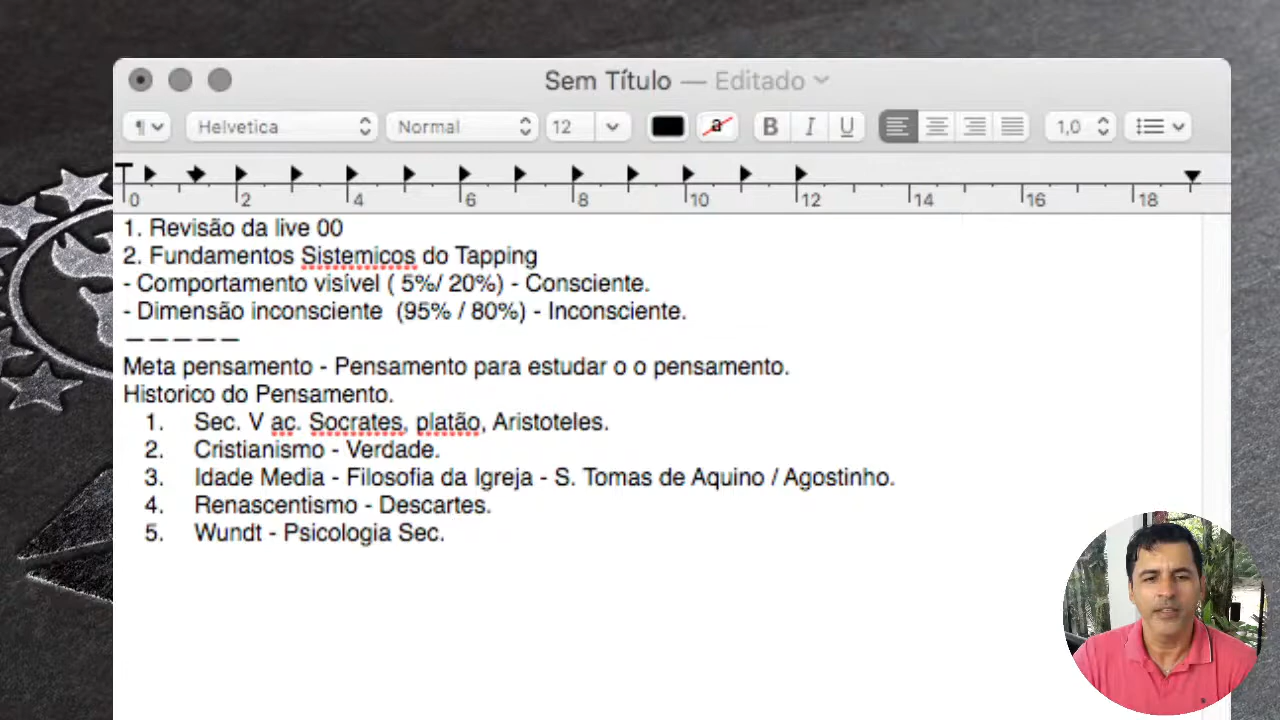 Sem Título — Editado
¶ Helvetica Normal 12 a B I U 1,0
0 2 4 6 8 10 12 14 16 18
1. Revisão da live 00
2. Fundamentos Sistemicos do Tapping
- Comportamento visível ( 5%/ 20%) - Consciente.
- Dimensão inconsciente  (95% / 80%) - Inconsciente.
— — — — —
Meta pensamento - Pensamento para estudar o o pensamento.
Historico do Pensamento.
1. Sec. V ac. Socrates, platão, Aristoteles.
2. Cristianismo - Verdade.
3. Idade Media - Filosofia da Igreja - S. Tomas de Aquino / Agostinho.
4. Renascentismo - Descartes.
5. Wundt - Psicologia Sec.